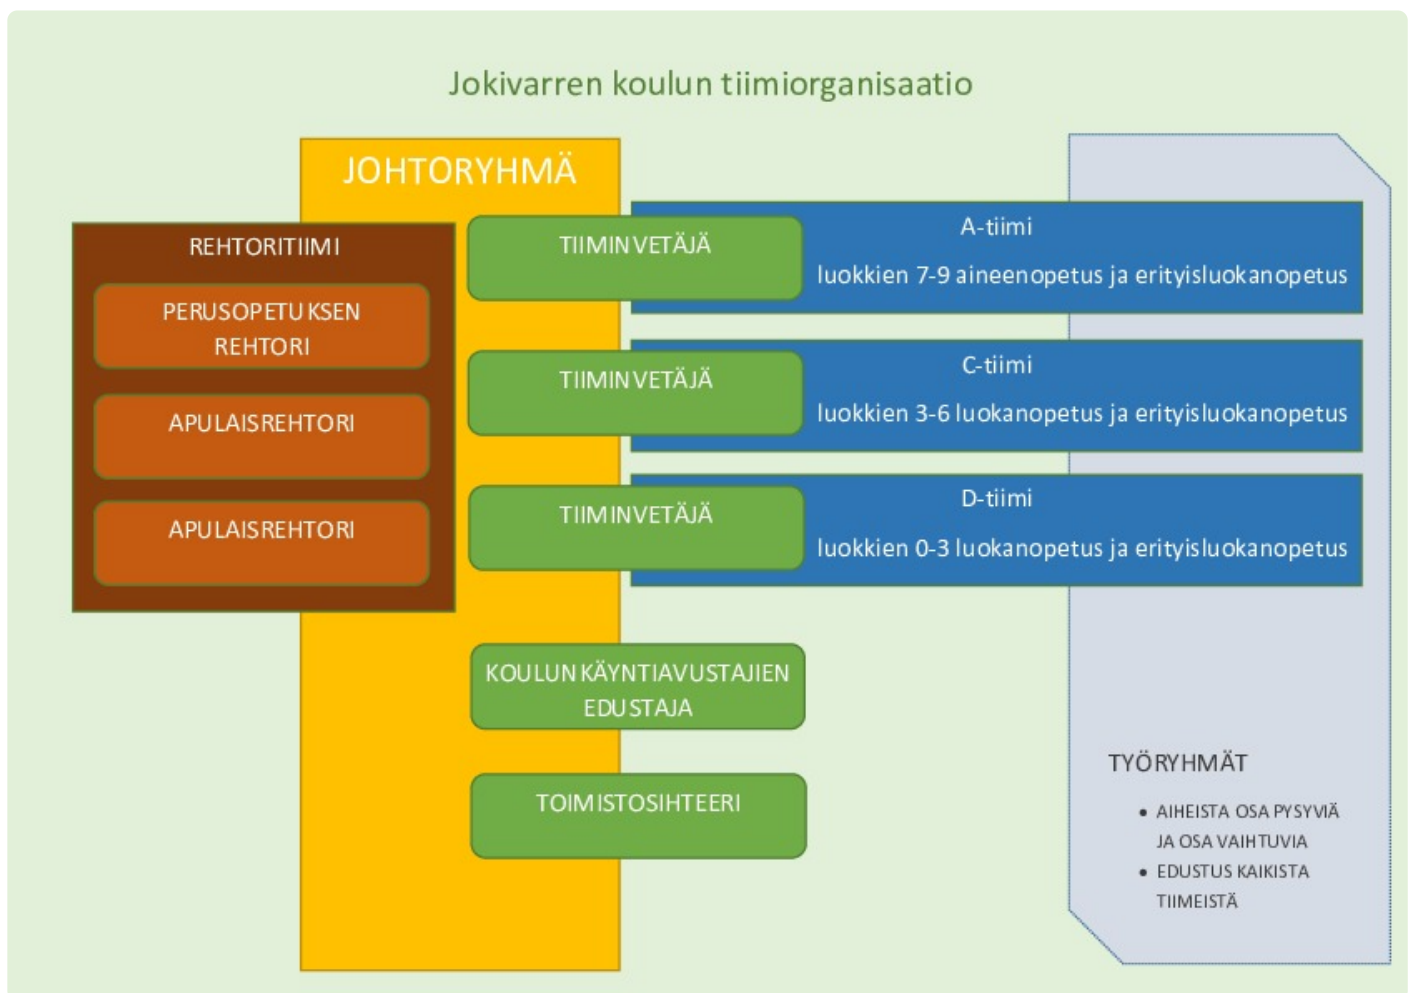 Jokivarren koulun tiimiorganisaatio
JOHTORYHMÄ
REHTORITIIMI
PERUSOPETUKSEN
REHTORI
APULAISREHTORI
APULAISREHTORI
TIIMINVETÄJÄ
A-tiimi
luokkien 7-9 aineenopetus ja erityisluokanopetus
TIIMINVETÄJÄ
C-tiimi
luokkien 3-6 luokanopetus ja erityisluokanopetus
TIIMINVETÄJÄ
D-tiimi
luokkien 0-3 luokanopetus ja erityisluokanopetus
KOULUNKÄYNTIAVUSTAJIEN
EDUSTAJA
TOIMISTOSIHTEERI
TYÖRYHMÄT
• AIHEISTA OSA PYSYVIÄ
JA OSA VAIHTUVIA
• EDUSTUS KAIKISTA
TIIMEISTÄ